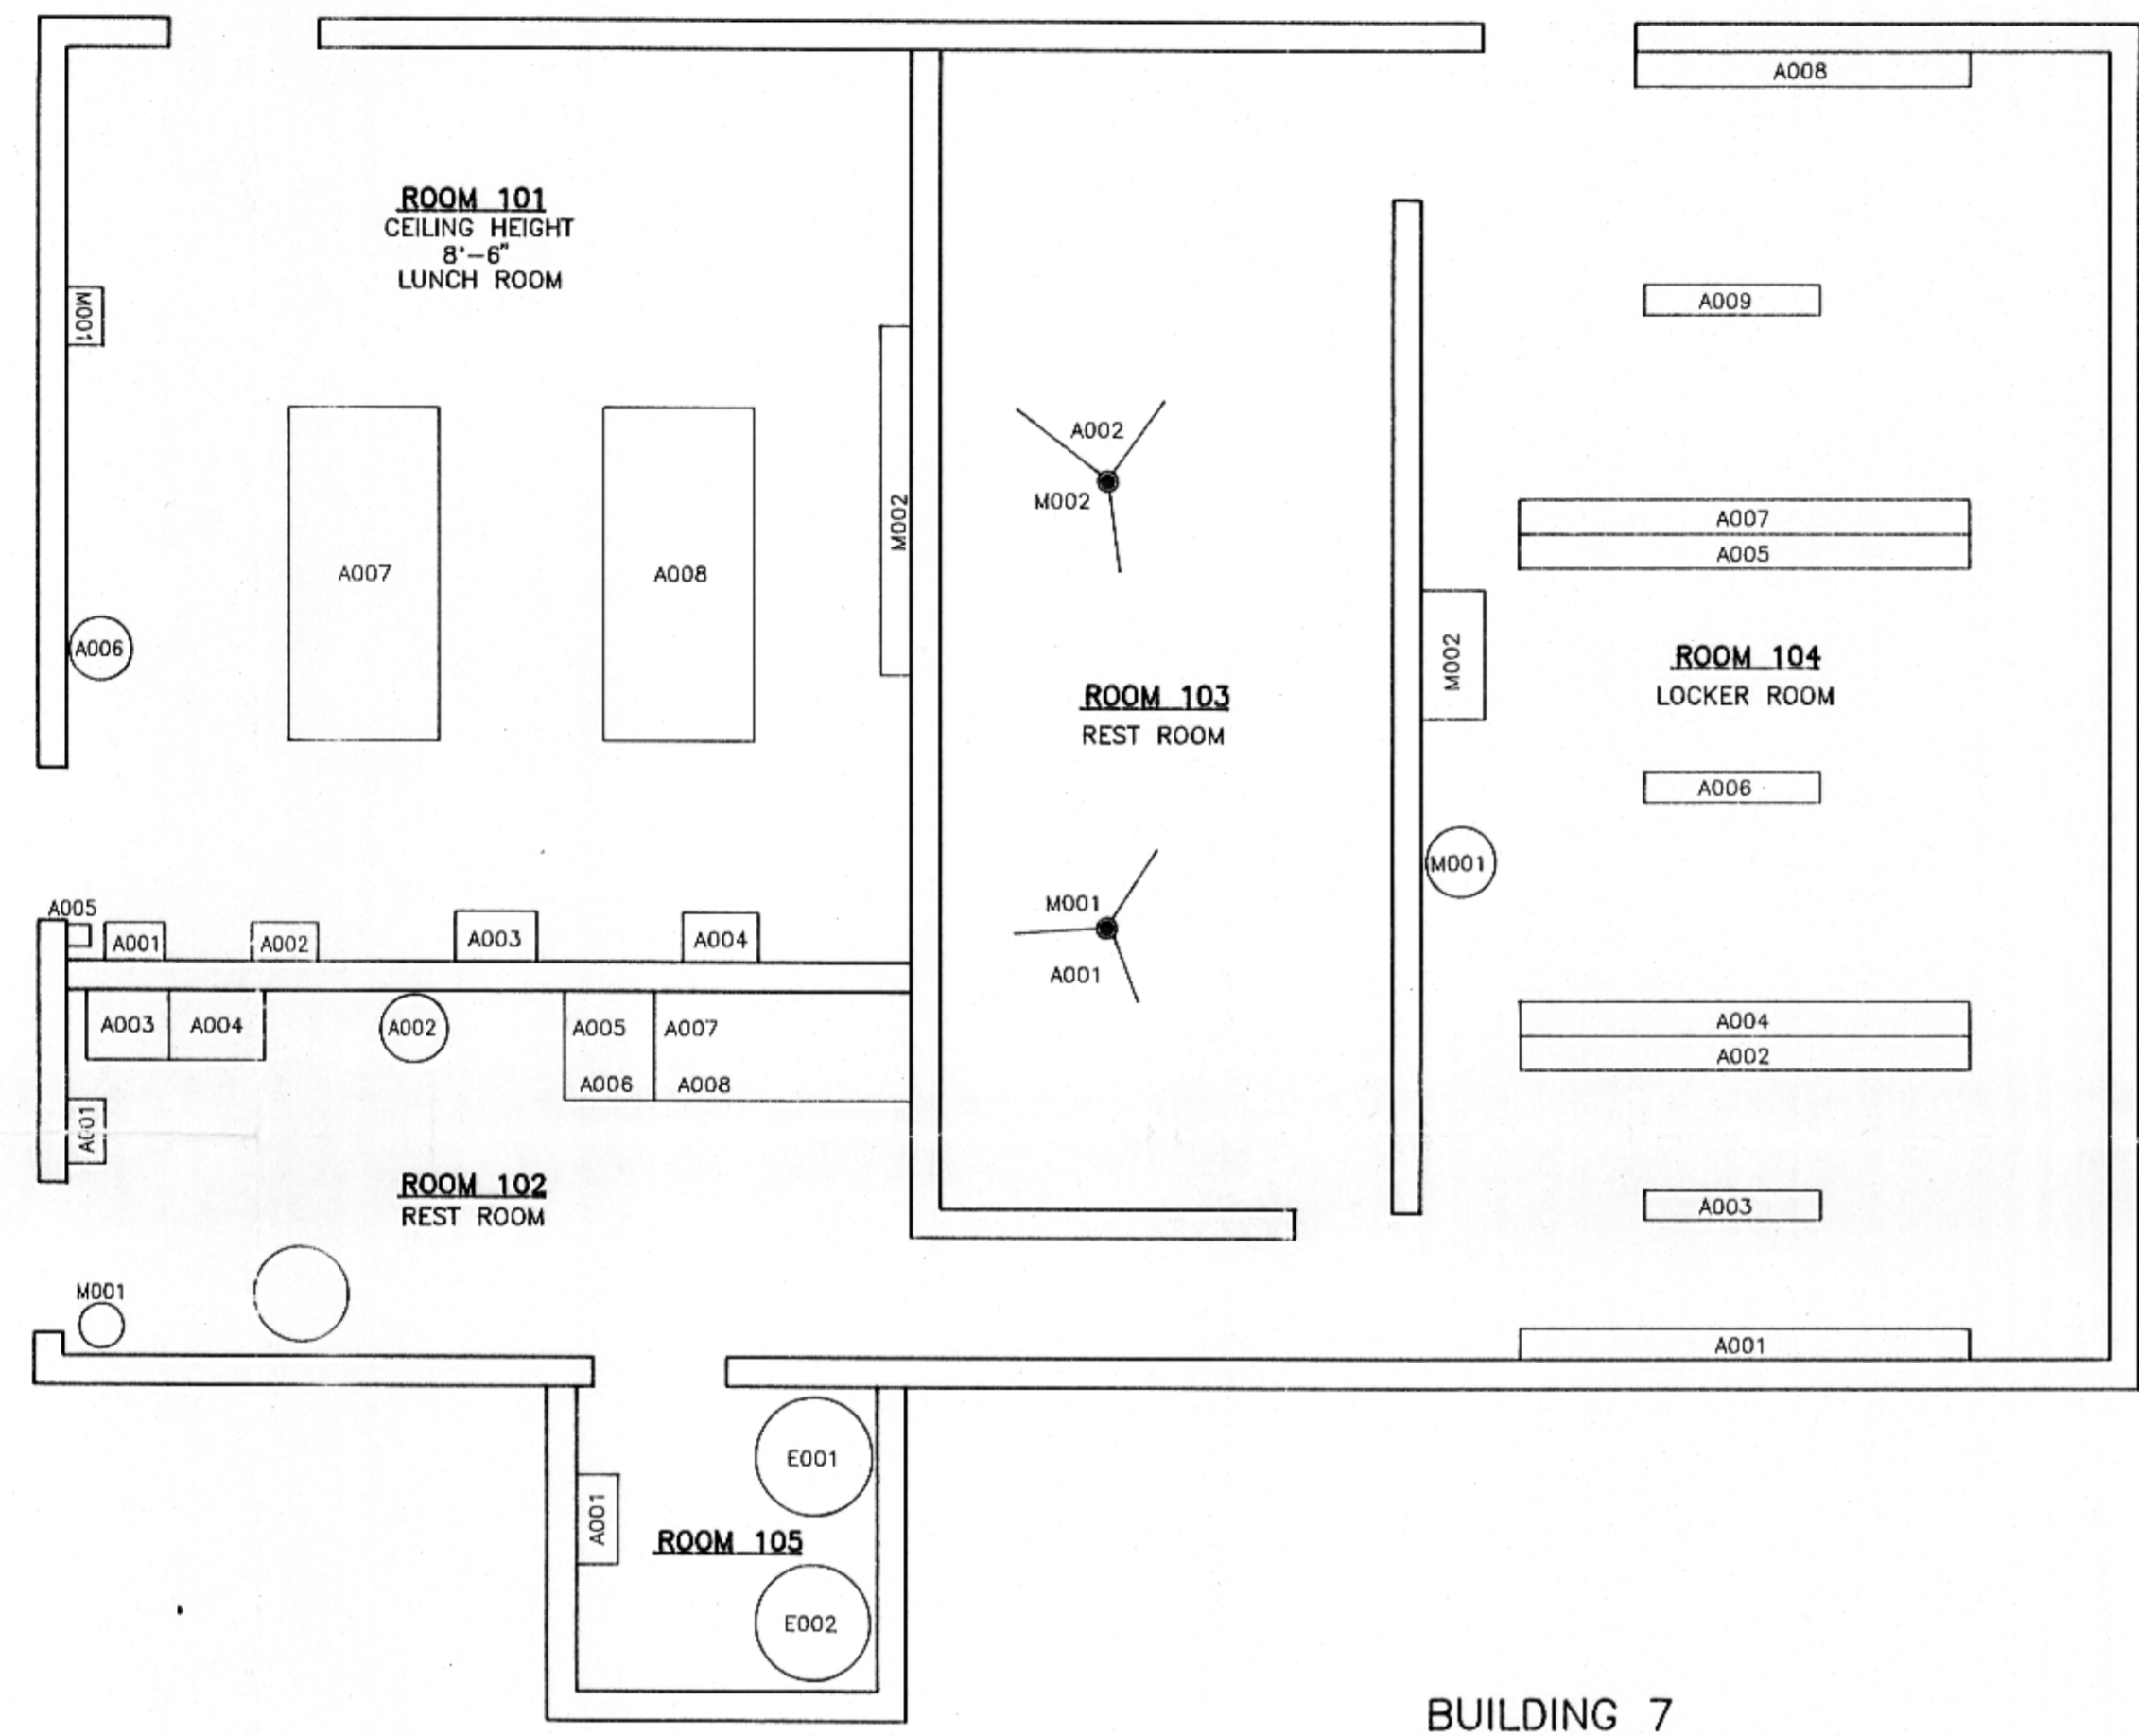 A008
ROOM 101
CEILING HEIGHT
8'-6"
LUNCH ROOM
M001
A009
A002
M002
M002
A007
A005
A007
A008
A006
M002
ROOM 104
LOCKER ROOM
ROOM 103
REST ROOM
A006
M001
M001
A001
A005
A001
A002
A003
A004
A003
A004
A002
A005
A007
A006
A008
A004
A002
A001
ROOM 102
REST ROOM
A003
M001
A001
E001
A001
ROOM 105
E002
BUILDING 7